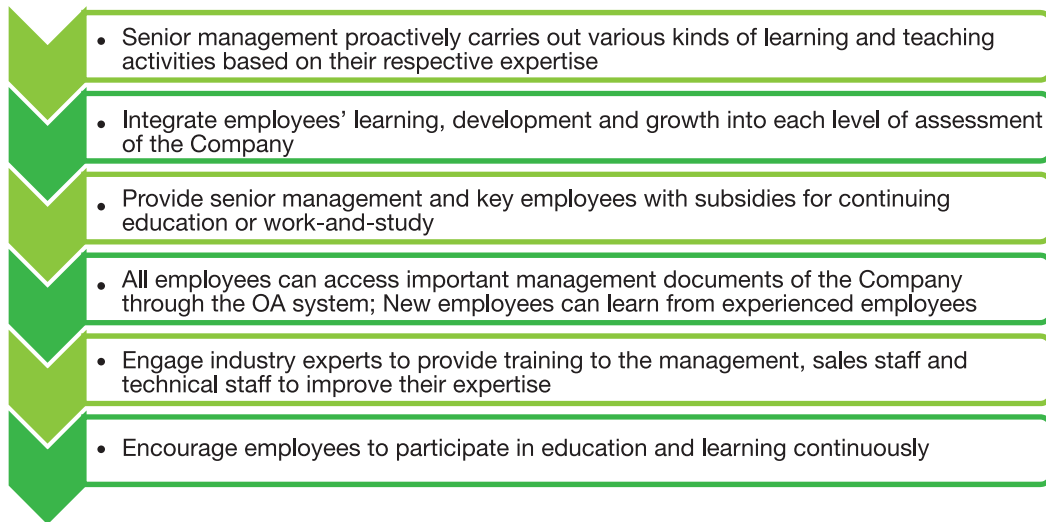 • Senior management proactively carries out various kinds of learning and teaching
activities based on their respective expertise
• Integrate employees’ learning, development and growth into each level of assessment
of the Company
• Provide senior management and key employees with subsidies for continuing
education or work-and-study
• All employees can access important management documents of the Company
through the OA system; New employees can learn from experienced employees
• Engage industry experts to provide training to the management, sales staff and
technical staff to improve their expertise
• Encourage employees to participate in education and learning continuously